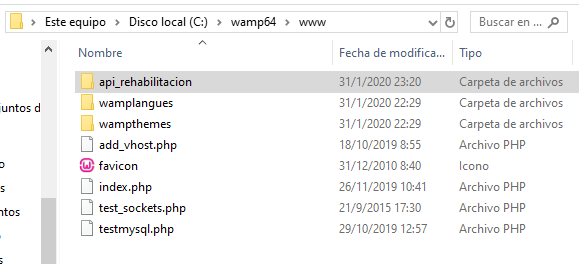 Este equipo > Disco local (C:) > wamp64 > www
Buscar en ...
Nombre Fecha de modifica... Tipo
api_rehabilitacion 31/1/2020 23:20 Carpeta de archivos
wamplangues 31/1/2020 22:29 Carpeta de archivos
wampthemes 31/1/2020 22:29 Carpeta de archivos
juntos d
add_vhost.php 18/10/2019 8:55 Archivo PHP
favicon 31/12/2010 8:40 Icono
index.php 26/11/2019 10:41 Archivo PHP
ntos
test_sockets.php 21/9/2015 17:30 Archivo PHP
testmysql.php 29/10/2019 12:57 Archivo PHP